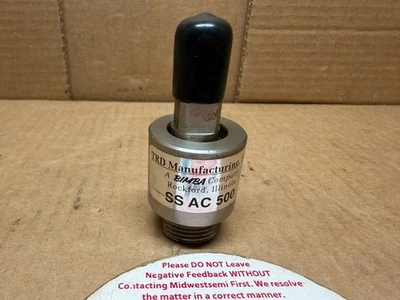 TRD Manufacturing
A BIMBA Company
Rockford, Illinois
SS AC 500
Please DO NOT Leave
Negative Feedback WITHOUT
Contacting Midwestsemi First. We resolve
the matter in a correct manner.